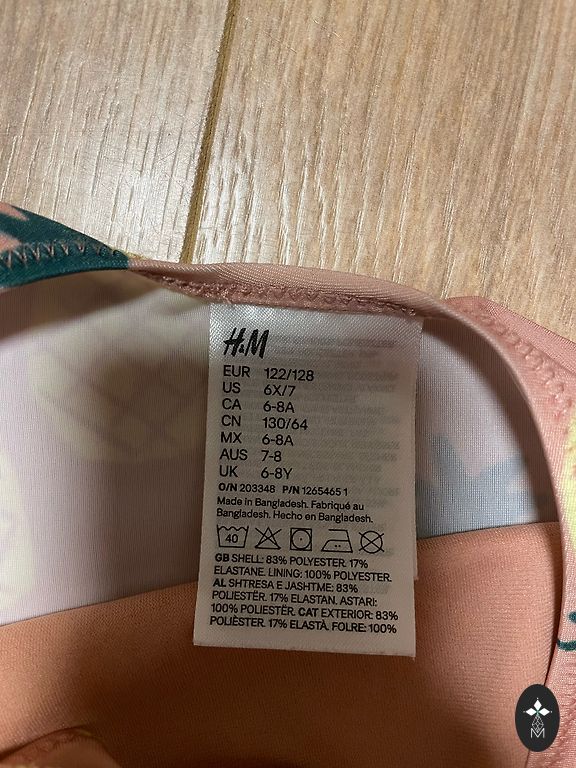 H&M
EUR 122/128
US 6X/7
CA 6-8A
CN 130/64
MX 6-8A
AUS 7-8
UK 6-8Y
O/N 203348 P/N 1265465 1
Made in Bangladesh. Fabriqué au
Bangladesh. Hecho en Bangladesh.
40
GB SHELL: 83% POLYESTER. 17%
ELASTANE. LINING: 100% POLYESTER.
AL SHTRESA E JASHTME: 83%
POLIESTËR. 17% ELASTAN. ASTARI:
100% POLIESTËR. CAT EXTERIOR: 83%
POLIÈSTER. 17% ELASTÀ. FOLRE: 100%
M